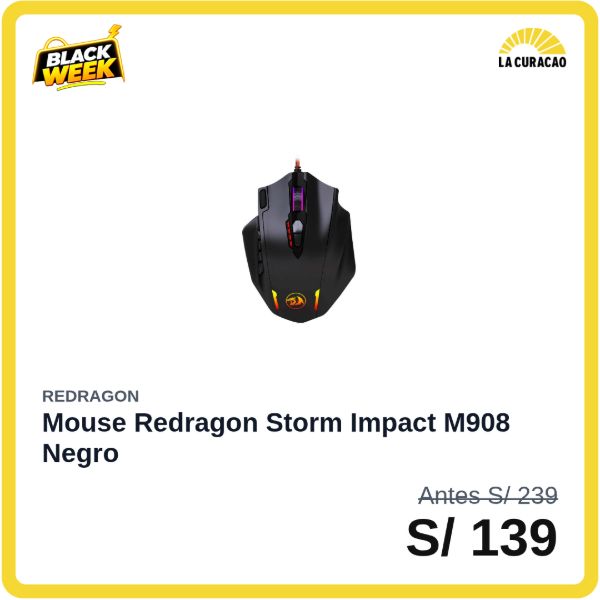 BLACK
WEEK
LA CURACAO
REDRAGON
Mouse Redragon Storm Impact M908
Negro
Antes S/ 239
S/ 139